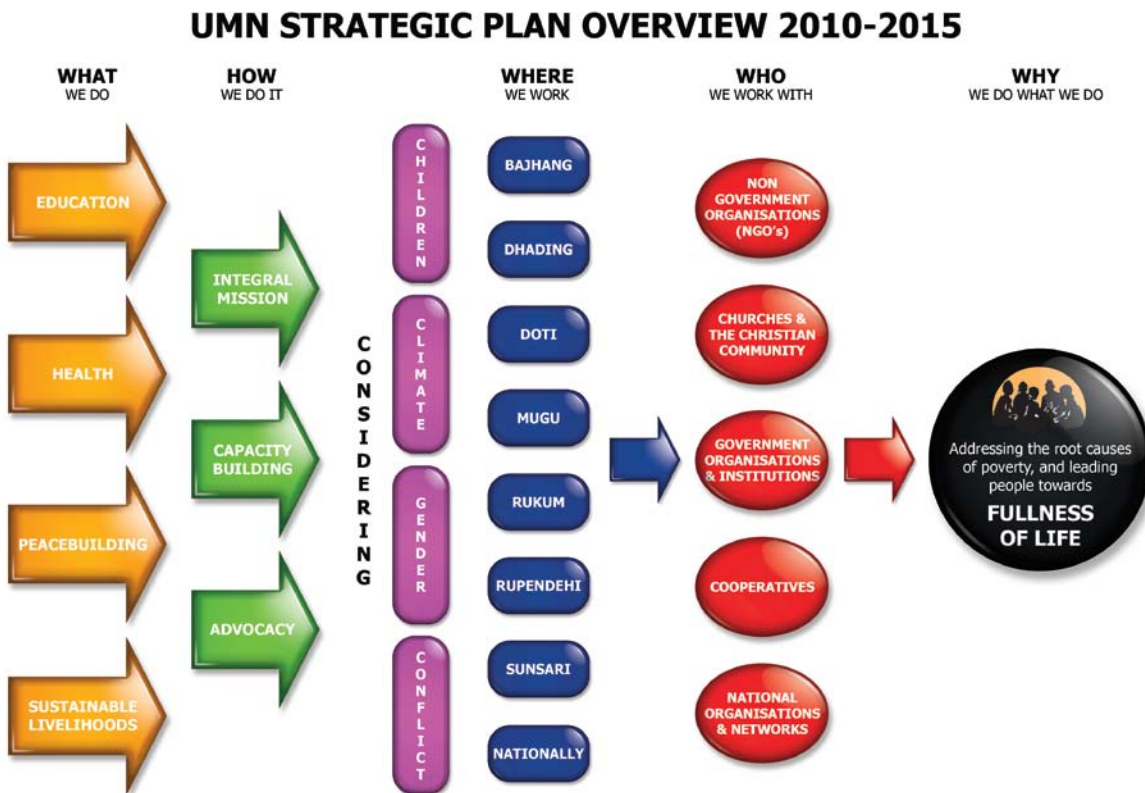 UMN STRATEGIC PLAN OVERVIEW 2010-2015
WHAT
WE DO
HOW
WE DO IT
WHERE
WE WORK
WHO
WE WORK WITH
WHY
WE DO WHAT WE DO
EDUCATION
HEALTH
PEACEBUILDING
SUSTAINABLE
LIVELIHOODS
INTEGRAL
MISSION
CAPACITY
BUILDING
ADVOCACY
CONSIDERING
CHILDREN
CLIMATE
GENDER
CONFLICT
BAJHANG
DHADING
DOTI
MUGU
RUKUM
RUPENDEHI
SUNSARI
NATIONALLY
NON
GOVERNMENT
ORGANISATIONS
(NGO's)
CHURCHES &
THE CHRISTIAN
COMMUNITY
GOVERNMENT
ORGANISATIONS
& INSTITUTIONS
COOPERATIVES
NATIONAL
ORGANISATIONS
& NETWORKS
Addressing the root causes
of poverty, and leading
people towards
FULLNESS
OF LIFE